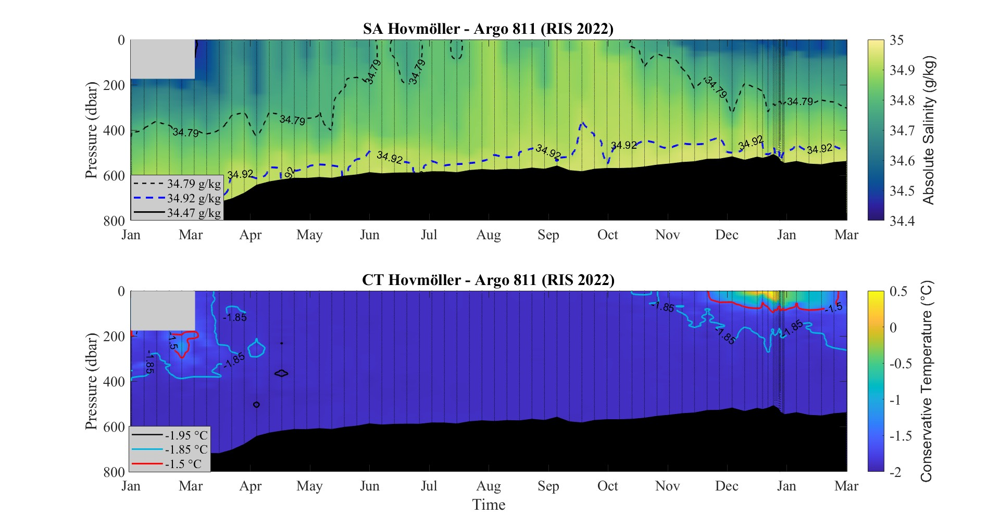 SA Hovmöller - Argo 811 (RIS 2022)
0
200
400
600
800
Pressure (dbar)
34.79
34.79
34.79
34.79
34.79
34.79
34.92
92
34.92
34.92
34.92
34.92
34.92
34.79 g/kg
34.92 g/kg
34.47 g/kg
Jan Mar Apr May Jun Jul Aug Sep Oct Nov Dec Jan Mar
35
34.9
34.8
34.7
34.6
34.5
34.4
Absolute Salinity (g/kg)
CT Hovmöller - Argo 811 (RIS 2022)
0
200
400
600
800
Pressure (dbar)
-1.85
-1.5
-1.85
-1.85
-1.85
-1.85
-1.85
-1.5
-1.95 °C
-1.85 °C
-1.5 °C
Jan Mar Apr May Jun Jul Aug Sep Oct Nov Dec Jan Mar
Time
0.5
0
-0.5
-1
-1.5
-2
Conservative Temperature (°C)